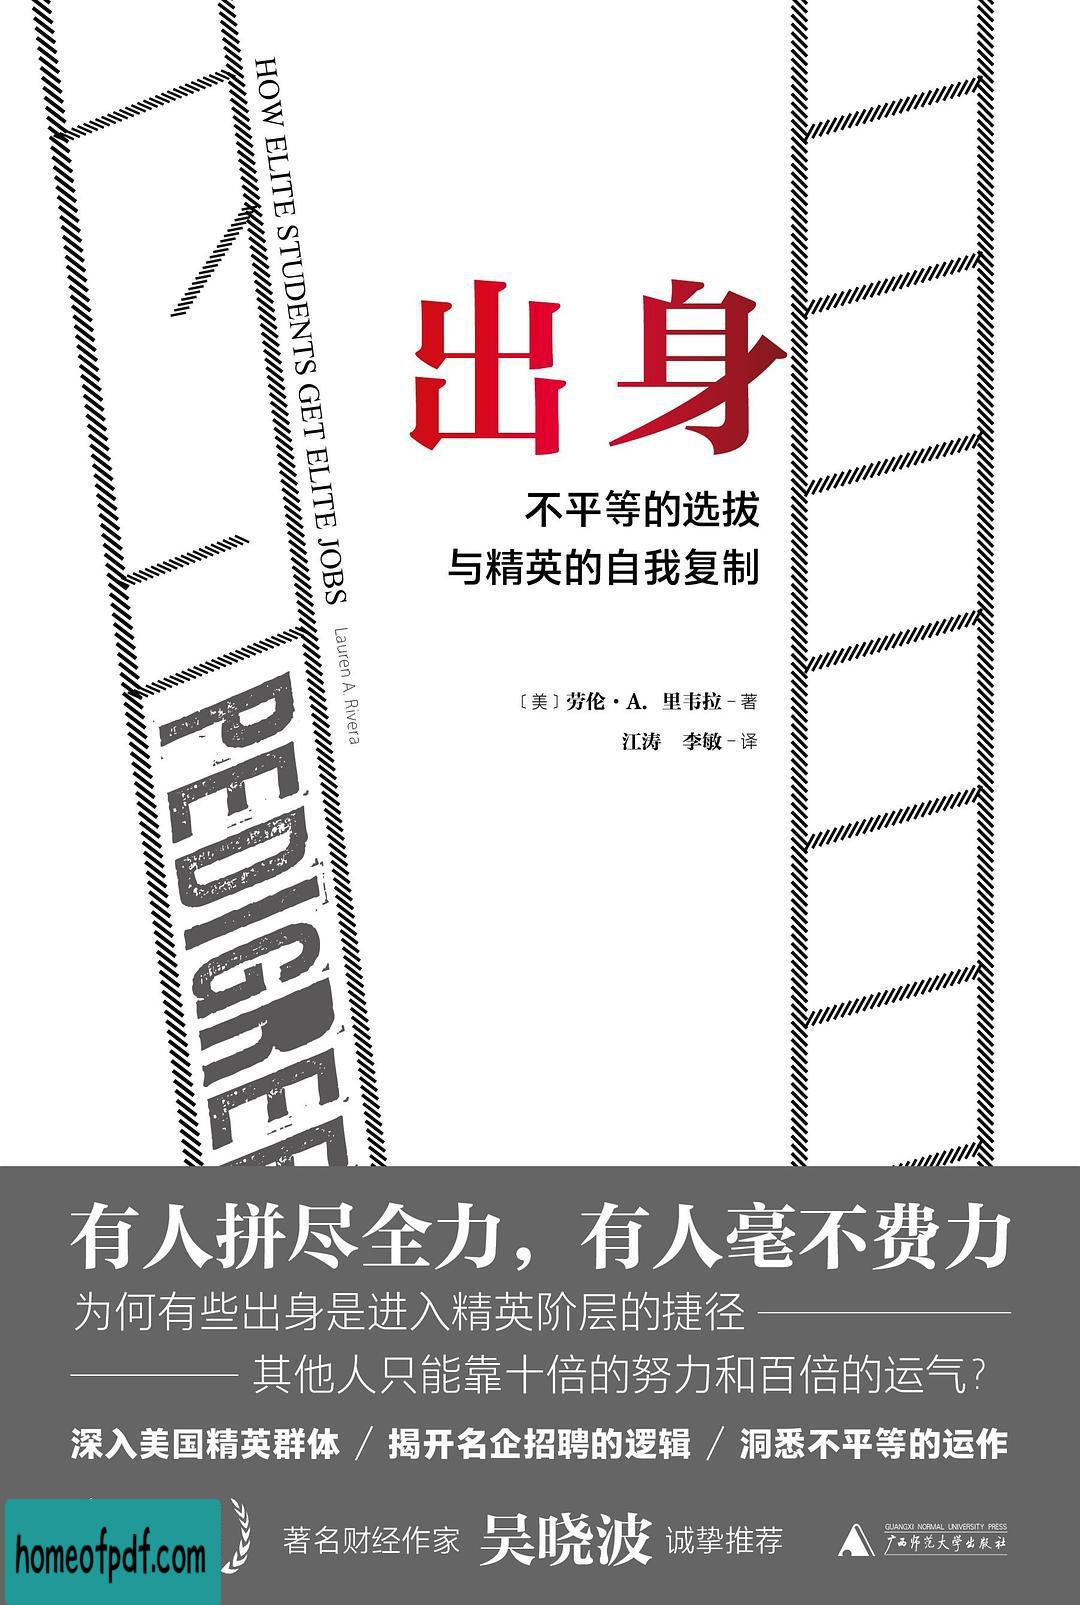 HOW ELITE STUDENTS GET ELITE JOBS
Lauren A. Rivera
PEDIGREE
出身
不平等的选拔
与精英的自我复制
〔美〕劳伦·A. 里韦拉－著
江涛 李敏－译
有人拼尽全力，有人毫不费力
为何有些出身是进入精英阶层的捷径——
——其他人只能靠十倍的努力和百倍的运气？
深入美国精英群体 / 揭开名企招聘的逻辑 / 洞悉不平等的运作
著名财经作家 吴晓波 诚挚推荐
GUANGXI NORMAL UNIVERSITY PRESS
广西师范大学出版社
homeofpdf.com